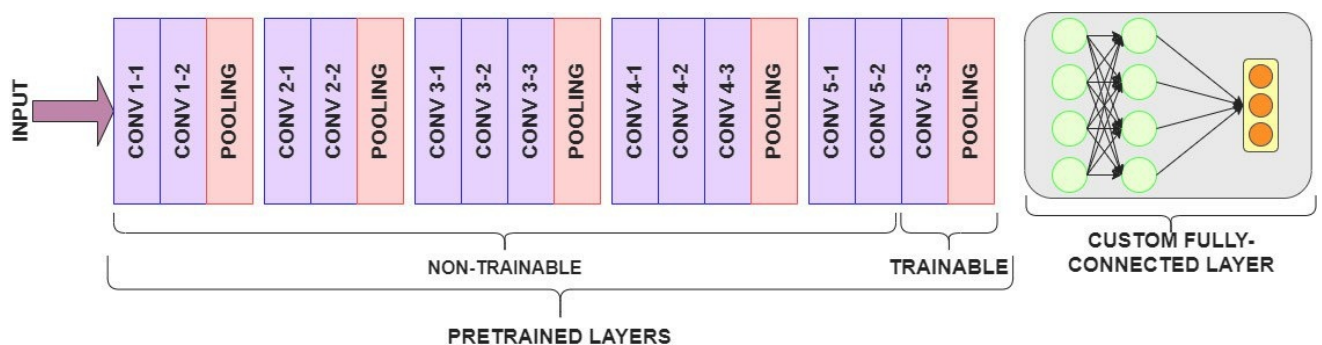 INPUT
CONV 1-1
CONV 1-2
POOLING
CONV 2-1
CONV 2-2
POOLING
CONV 3-1
CONV 3-2
CONV 3-3
POOLING
CONV 4-1
CONV 4-2
CONV 4-3
POOLING
CONV 5-1
CONV 5-2
CONV 5-3
POOLING
NON-TRAINABLE
TRAINABLE
CUSTOM FULLY-
CONNECTED LAYER
PRETRAINED LAYERS